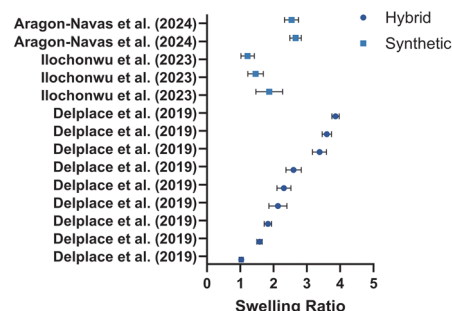 Aragon-Navas et al. (2024)
Aragon-Navas et al. (2024)
Ilochonwu et al. (2023)
Ilochonwu et al. (2023)
Ilochonwu et al. (2023)
Delplace et al. (2019)
Delplace et al. (2019)
Delplace et al. (2019)
Delplace et al. (2019)
Delplace et al. (2019)
Delplace et al. (2019)
Delplace et al. (2019)
Delplace et al. (2019)
Delplace et al. (2019)
0 1 2 3 4 5
Swelling Ratio
Hybrid
Synthetic